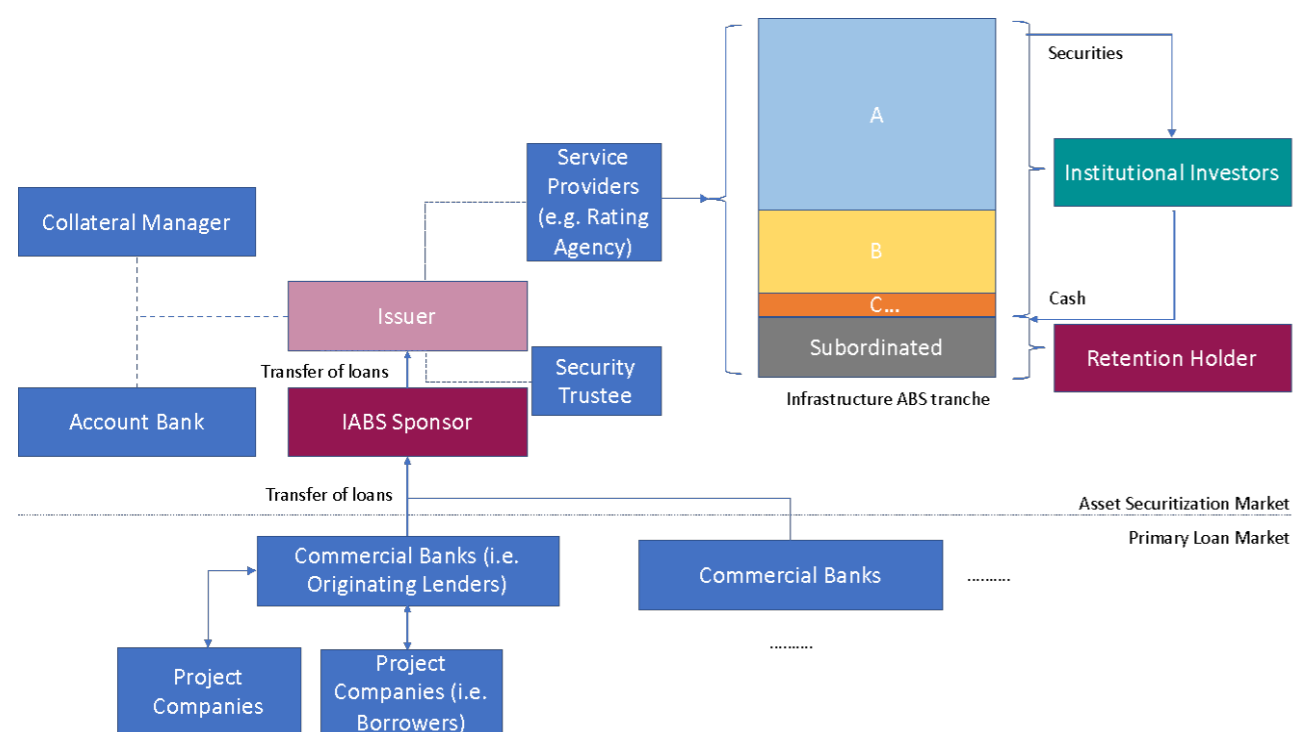 A
Securities
Service
Providers
(e.g. Rating
Agency)
Institutional Investors
Collateral Manager
B
Issuer
C...
Cash
Subordinated
Retention Holder
Transfer of loans
Security
Trustee
Infrastructure ABS tranche
Account Bank
IABS Sponsor
Transfer of loans
Asset Securitization Market
Primary Loan Market
Commercial Banks (i.e.
Originating Lenders)
Commercial Banks
..........
..........
Project
Companies
Project
Companies (i.e.
Borrowers)